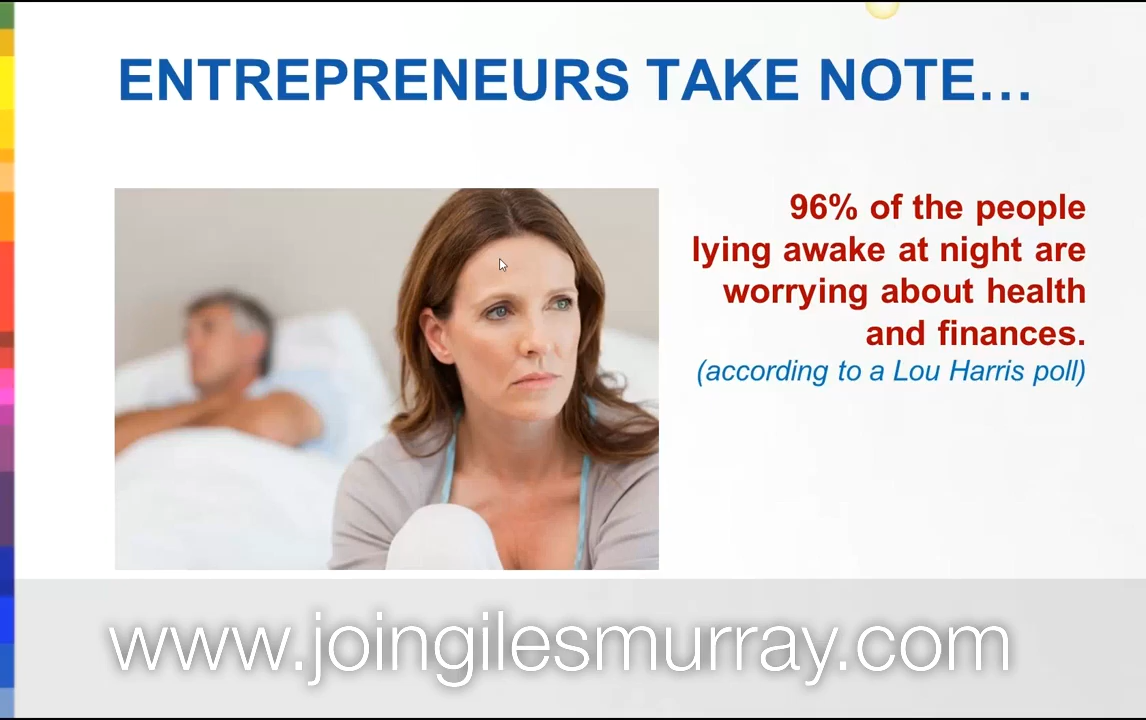 ENTREPRENEURS TAKE NOTE…
96% of the people
lying awake at night are
worrying about health
and finances.
(according to a Lou Harris poll)
www.joingilesmurray.com